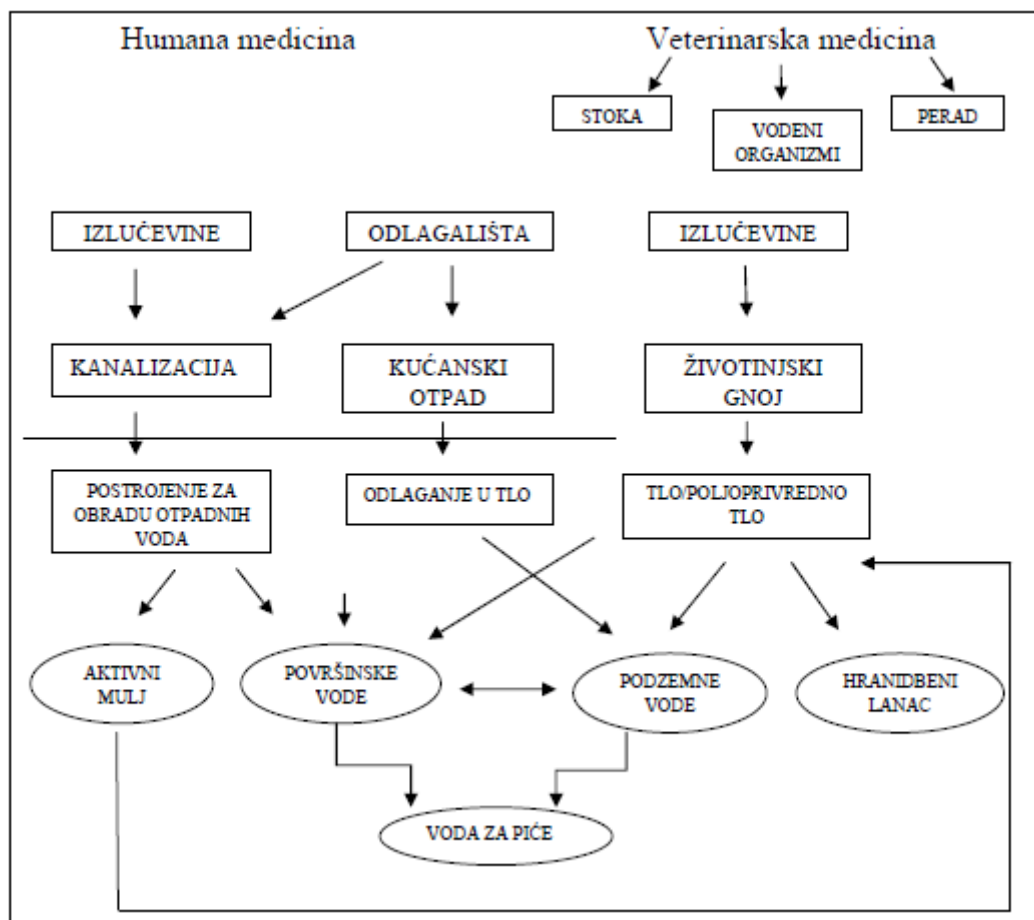 Humana medicina
Veterinarska medicina
STOKA
VODENI
ORGANIZMI
PERAD
IZLUČEVINE
ODLAGALIŠTA
IZLUČEVINE
KANALIZACIJA
KUĆANSKI
OTPAD
ŽIVOTINJSKI
GNOJ
POSTROJENJE ZA
OBRADU OTPADNIH
VODA
ODLAGANJE U TLO
TLO/POLJOPRIVREDNO
TLO
AKTIVNI
MULJ
POVRŠINSKE
VODE
PODZEMNE
VODE
HRANIDBENI
LANAC
VODA ZA PIĆE